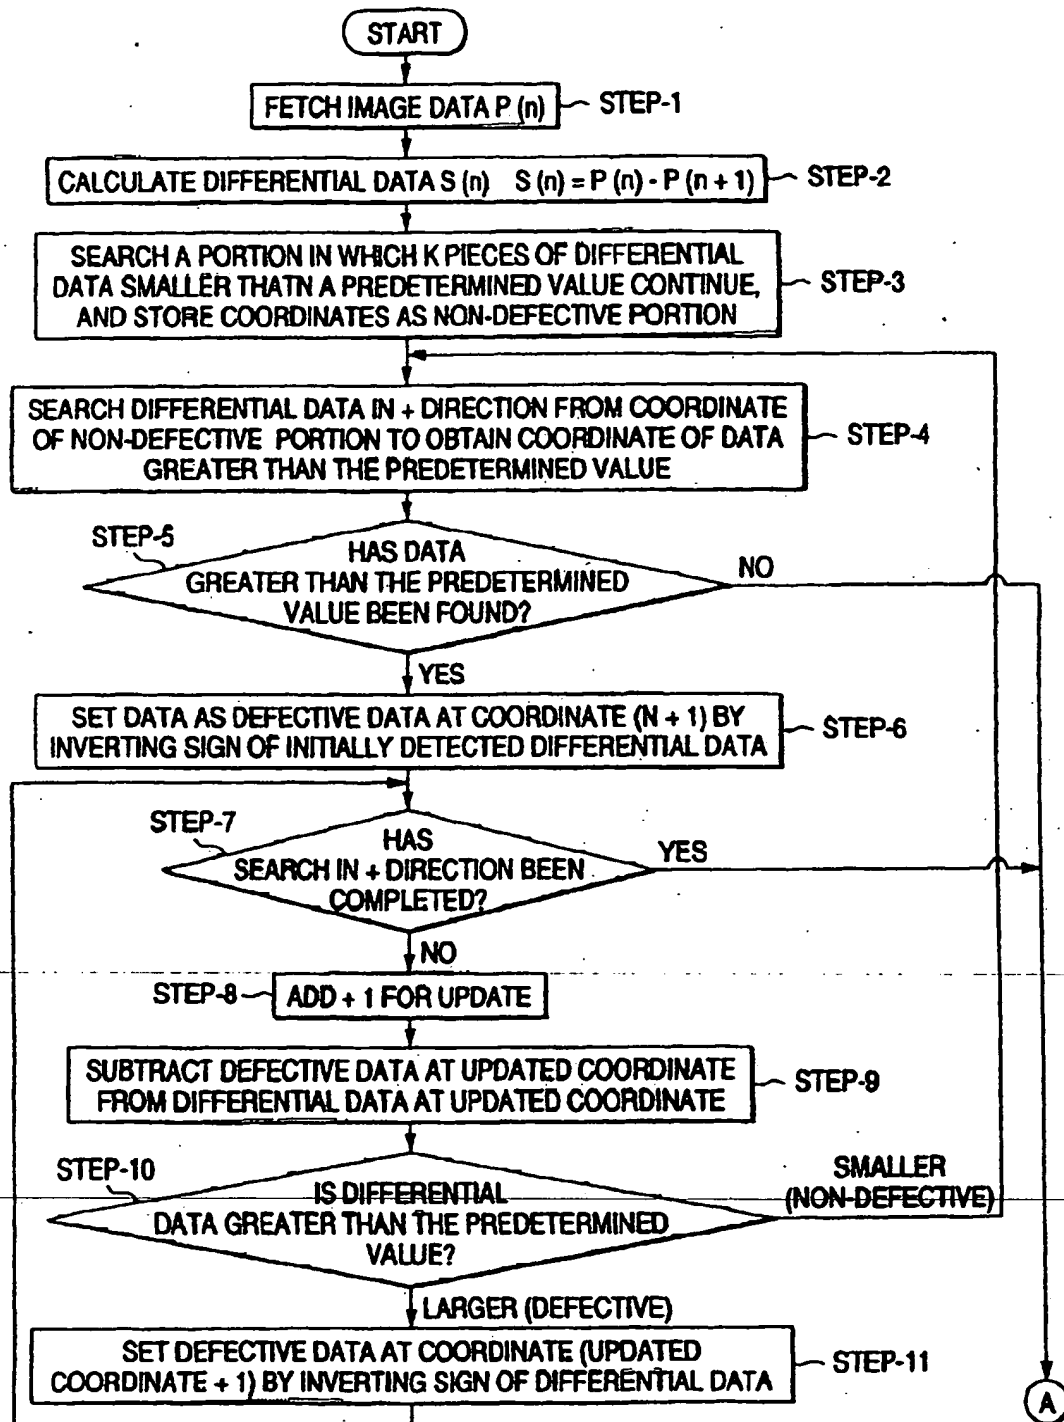 START
FETCH IMAGE DATA P (n)
STEP-1
CALCULATE DIFFERENTIAL DATA S (n) S (n) = P (n) - P (n + 1)
STEP-2
SEARCH A PORTION IN WHICH K PIECES OF DIFFERENTIAL
DATA SMALLER THATN A PREDETERMINED VALUE CONTINUE,
AND STORE COORDINATES AS NON-DEFECTIVE PORTION
STEP-3
SEARCH DIFFERENTIAL DATA IN + DIRECTION FROM COORDINATE
OF NON-DEFECTIVE PORTION TO OBTAIN COORDINATE OF DATA
GREATER THAN THE PREDETERMINED VALUE
STEP-4
STEP-5
HAS DATA
GREATER THAN THE PREDETERMINED
VALUE BEEN FOUND?
NO
YES
SET DATA AS DEFECTIVE DATA AT COORDINATE (N + 1) BY
INVERTING SIGN OF INITIALLY DETECTED DIFFERENTIAL DATA
STEP-6
STEP-7
HAS
SEARCH IN + DIRECTION BEEN
COMPLETED?
YES
NO
STEP-8
ADD + 1 FOR UPDATE
SUBTRACT DEFECTIVE DATA AT UPDATED COORDINATE
FROM DIFFERENTIAL DATA AT UPDATED COORDINATE
STEP-9
STEP-10
IS DIFFERENTIAL
DATA GREATER THAN THE PREDETERMINED
VALUE?
SMALLER
(NON-DEFECTIVE)
LARGER (DEFECTIVE)
SET DEFECTIVE DATA AT COORDINATE (UPDATED
COORDINATE + 1) BY INVERTING SIGN OF DIFFERENTIAL DATA
STEP-11
A